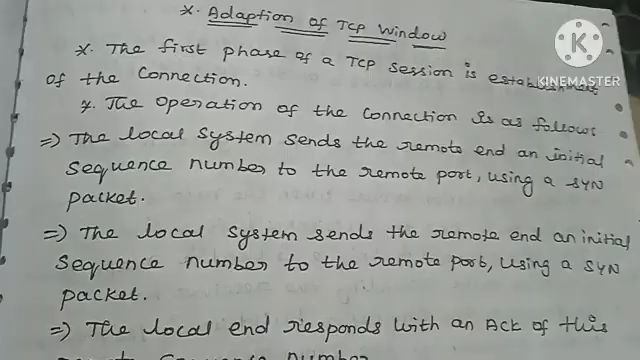 *. Adaption of TCP Window
*. The first phase of a TCP session is establishment
of the connection.
*. The operation of the connection is as follows
=) The local system sends the remote end an initial
sequence number to the remote port, using a SYN
packet.
=) The local system sends the remote end an initial
sequence number to the remote port, using a SYN
packet.
=) The local end responds with an ACK of this
sequence number
KINEMASTER